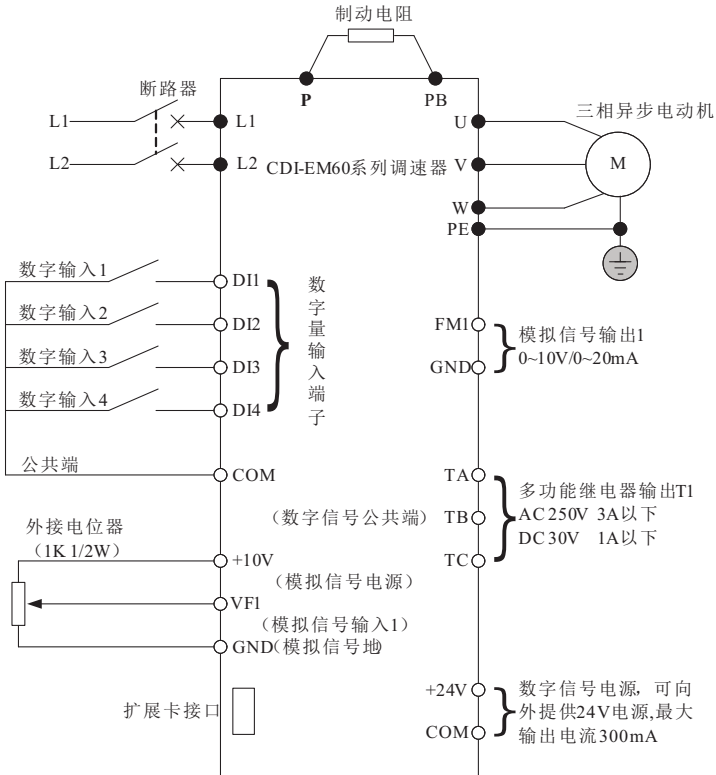 制动电阻
P
PB
断路器
三相异步电动机
L1
L1
U
L2
L2
CDI-EM60系列调速器
V
M
W
PE
数字输入1
DI1
数字量输入端子
数字输入2
DI2
FM1
模拟信号输出1
数字输入3
DI3
GND
0~10V/0~20mA
数字输入4
DI4
公共端
COM
TA
多功能继电器输出T1
(数字信号公共端)
TB
AC 250V 3A以下
DC 30V 1A以下
外接电位器
(1K 1/2W)
+10V
TC
(模拟信号电源)
VF1
(模拟信号输入1)
GND(模拟信号地)
扩展卡接口
+24V
数字信号电源, 可向
外提供24V电源,最大
COM
输出电流300mA